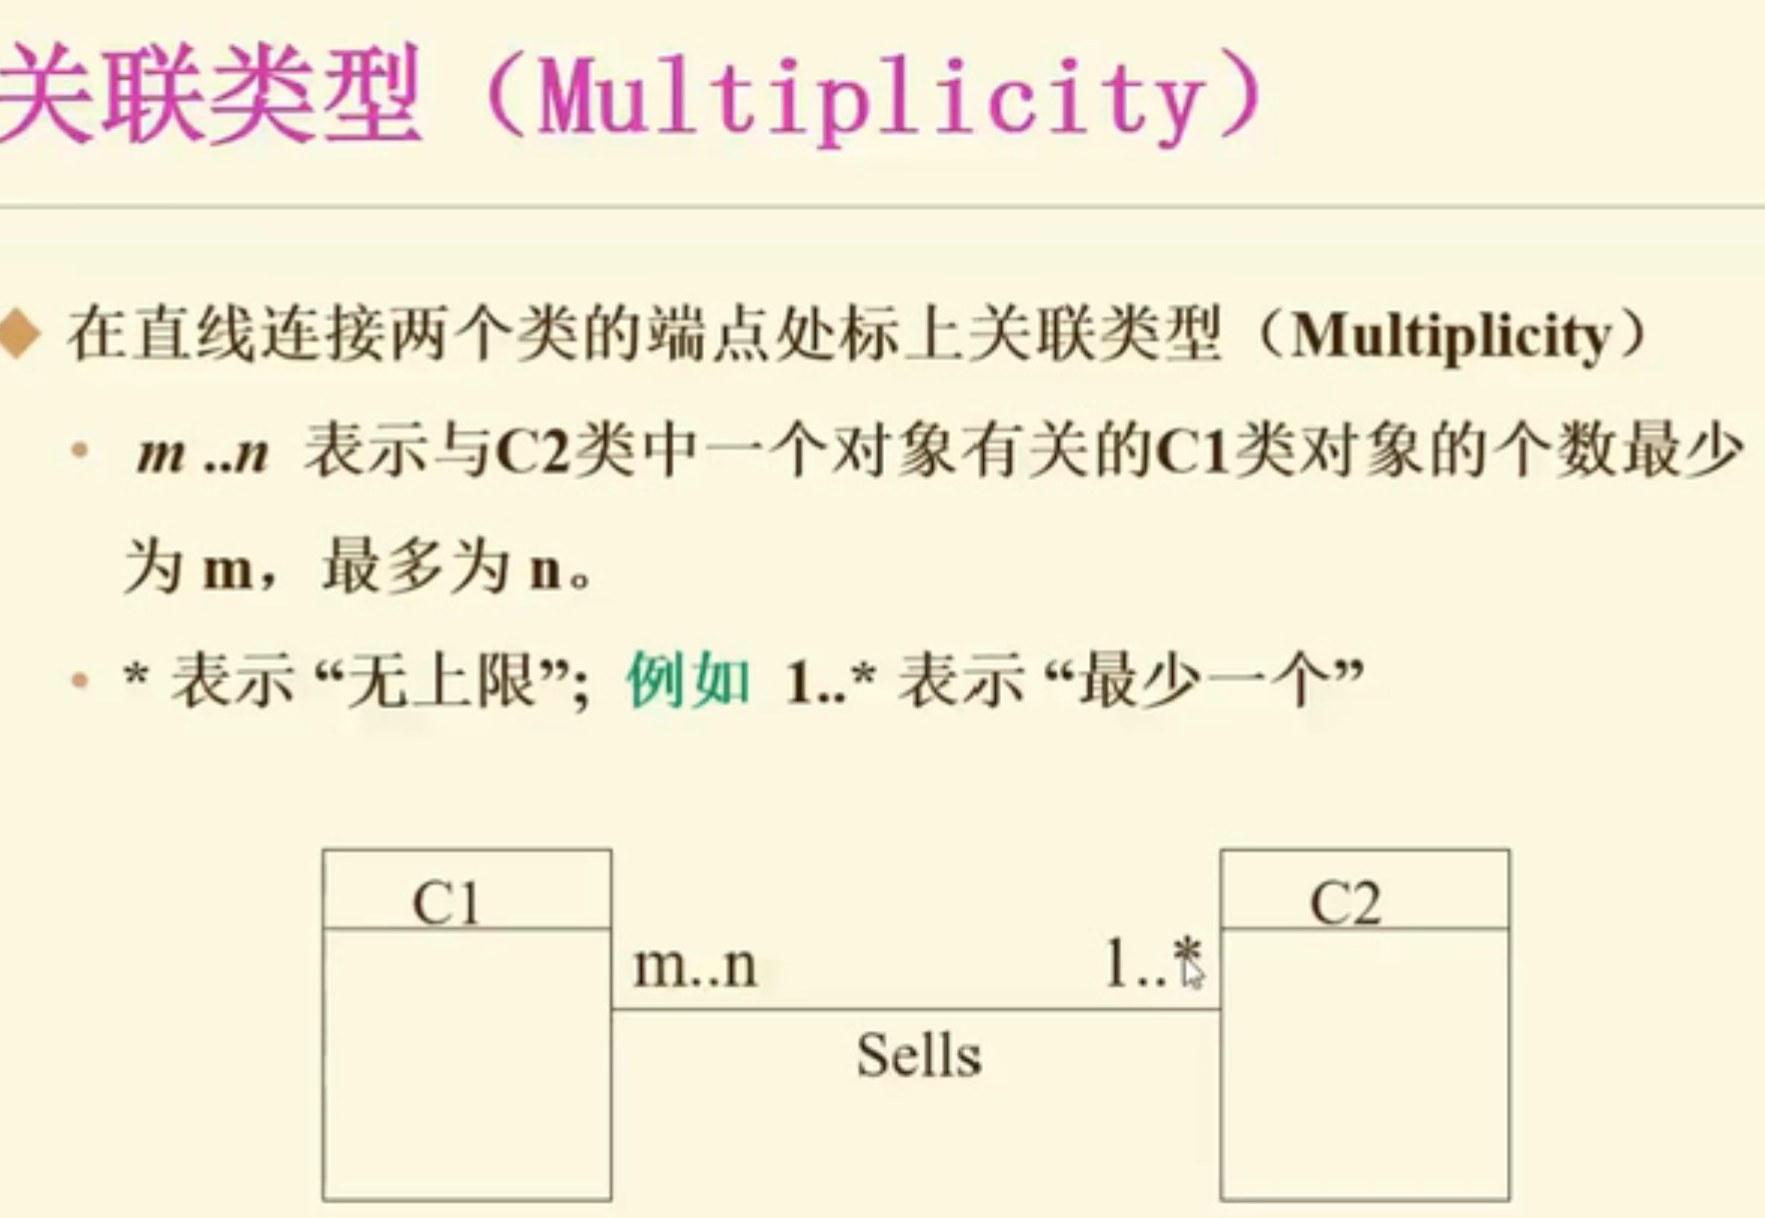 关联类型（Multiplicity）
在直线连接两个类的端点处标上关联类型（Multiplicity）
m ..n 表示与C2类中一个对象有关的C1类对象的个数最少
为 m，最多为 n。
* 表示 “无上限”；例如 1..* 表示 “最少一个”
C1 C2
m..n 1..*
Sells